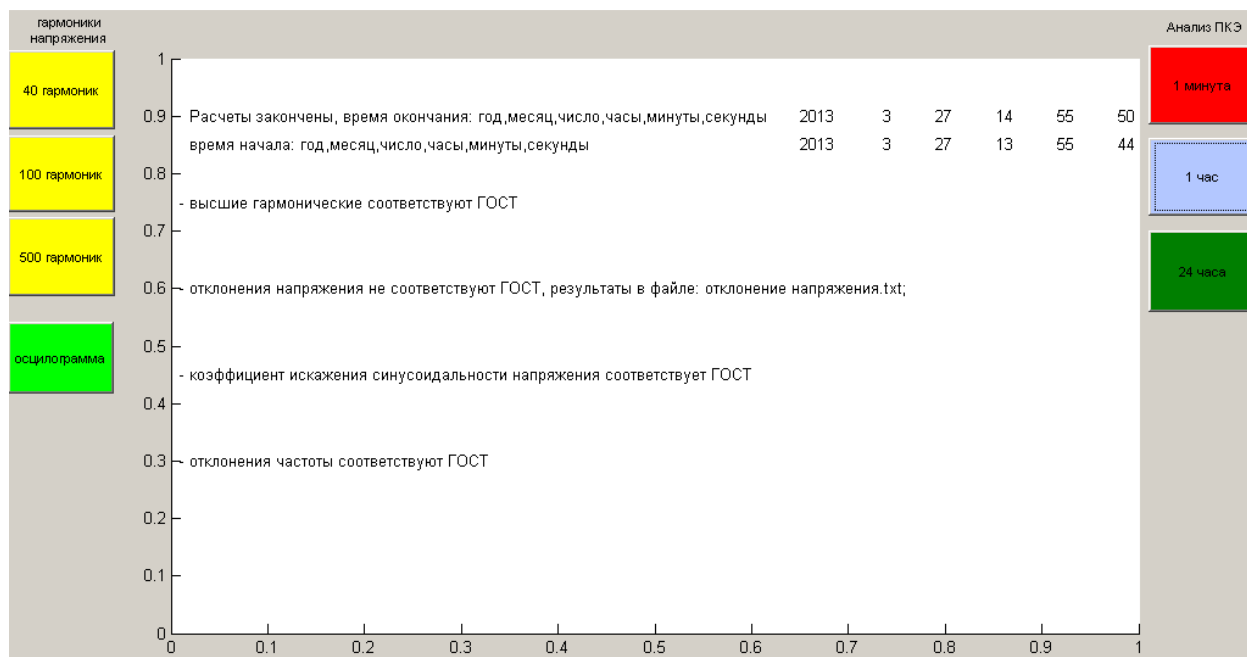 гармоники
напряжения
40 гармоник
100 гармоник
500 гармоник
осцилограмма
1
0.9
0.8
0.7
0.6
0.5
0.4
0.3
0.2
0.1
0
Расчеты закончены, время окончания: год,месяц,число,часы,минуты,секунды 2013 3 27 14 55 50
время начала: год,месяц,число,часы,минуты,секунды 2013 3 27 13 55 44
- высшие гармонические соответствуют ГОСТ
- отклонения напряжения не соответствуют ГОСТ, результаты в файле: отклонение напряжения.txt;
- коэффициент искажения синусоидальности напряжения соответствует ГОСТ
- отклонения частоты соответствуют ГОСТ
0 0.1 0.2 0.3 0.4 0.5 0.6 0.7 0.8 0.9 1
Анализ ПКЭ
1 минута
1 час
24 часа